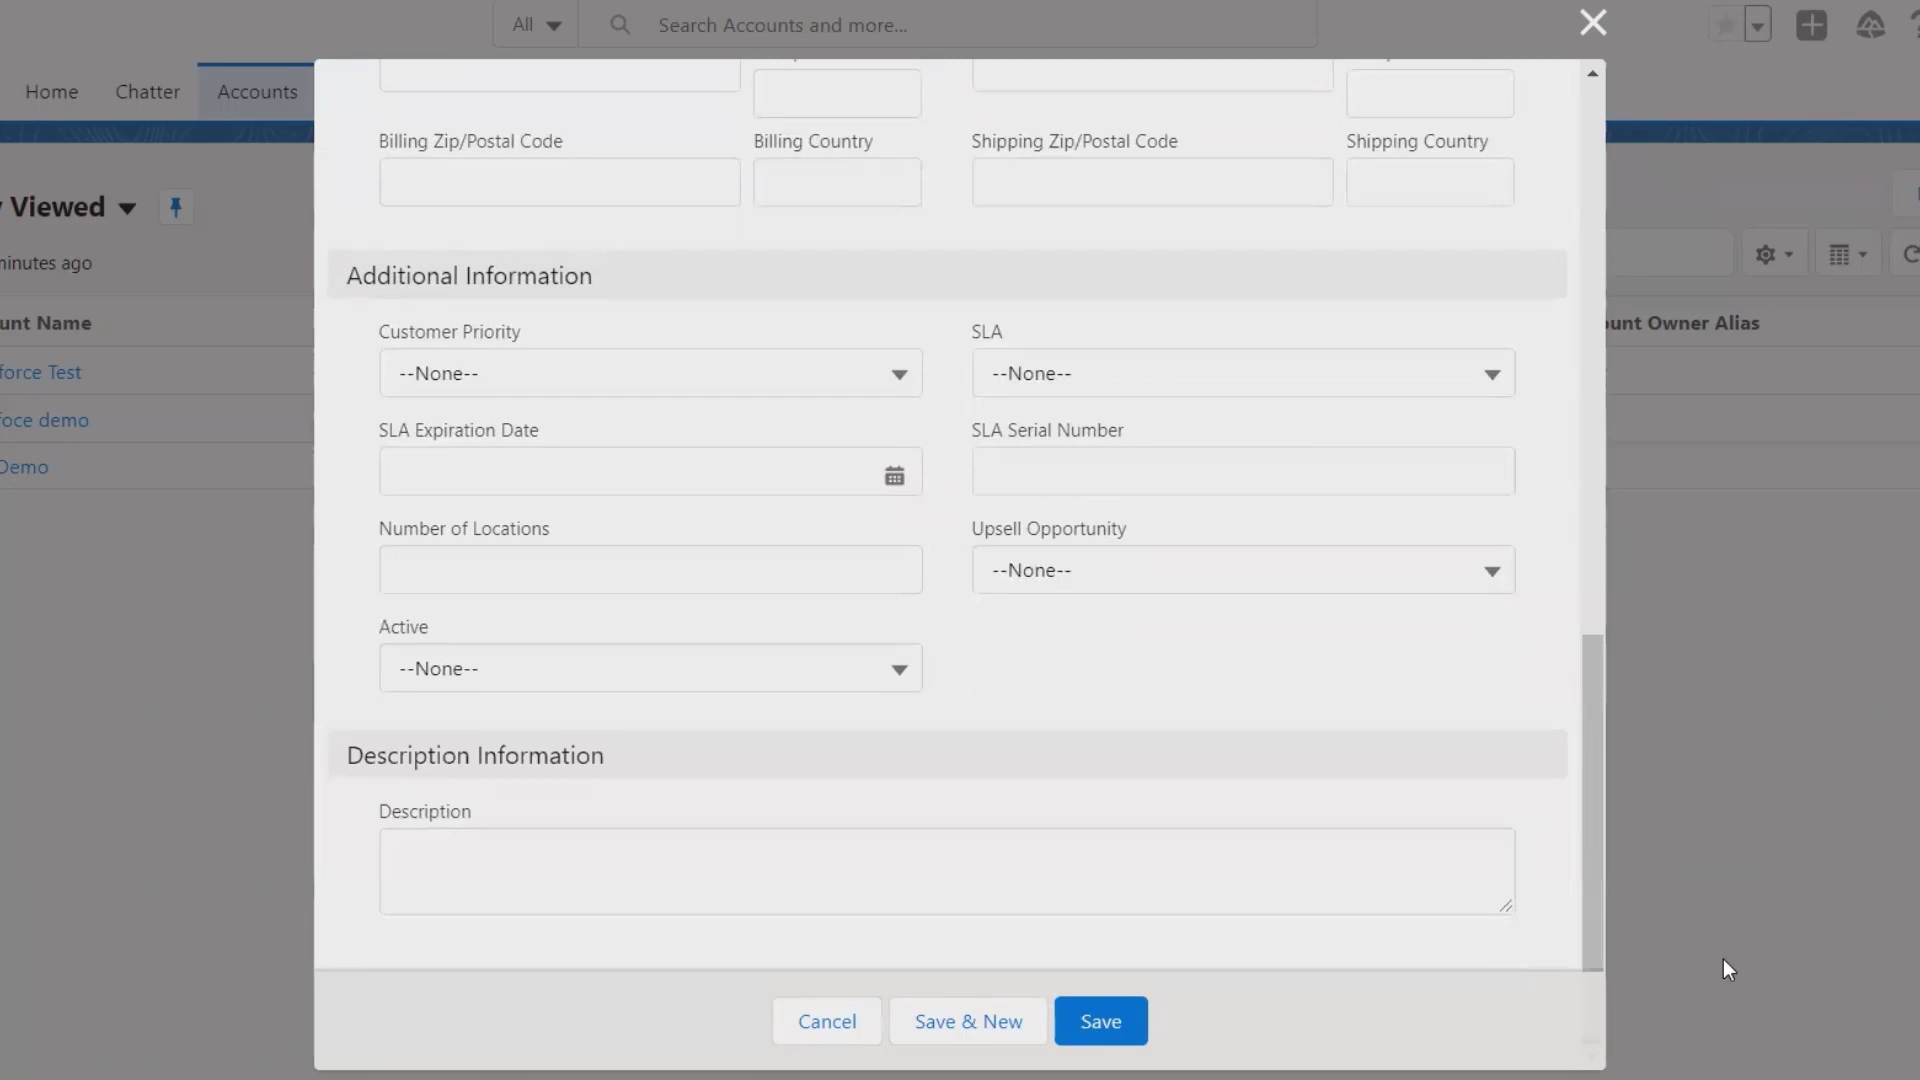 All
Search Accounts and more...
Home
Chatter
Accounts
Billing Zip/Postal Code
Billing Country
Shipping Zip/Postal Code
Shipping Country
Viewed
minutes ago
Additional Information
unt Name
Customer Priority
SLA
unt Owner Alias
--None--
--None--
force Test
foce demo
Demo
SLA Expiration Date
SLA Serial Number
Number of Locations
Upsell Opportunity
--None--
Active
--None--
Description Information
Description
Cancel
Save & New
Save